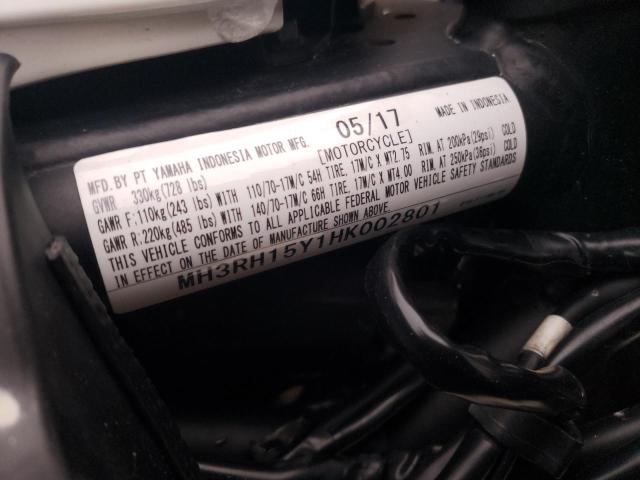 MFD.BY PT YAMAHA INDONESIA MOTOR MFG. 05/17 MADE IN INDONESIA
GVWR 330kg(728 lbs) [MOTORCYCLE]
GAWR F:110kg(243 lbs) WITH 110/70-17M/C 54H TIRE, 17M/C X MT2.75 RIM, AT 200kPa(29psi) COLD
GAWR R:220kg(485 lbs) WITH 140/70-17M/C 66H TIRE, 17M/C X MT4.00 RIM, AT 250kPa(36psi) COLD
THIS VEHICLE CONFORMS TO ALL APPLICABLE FEDERAL MOTOR VEHICLE SAFETY STANDARDS
IN EFFECT ON THE DATE OF MANUFACTURE SHOWN ABOVE.
MH3RH15Y1HK002801